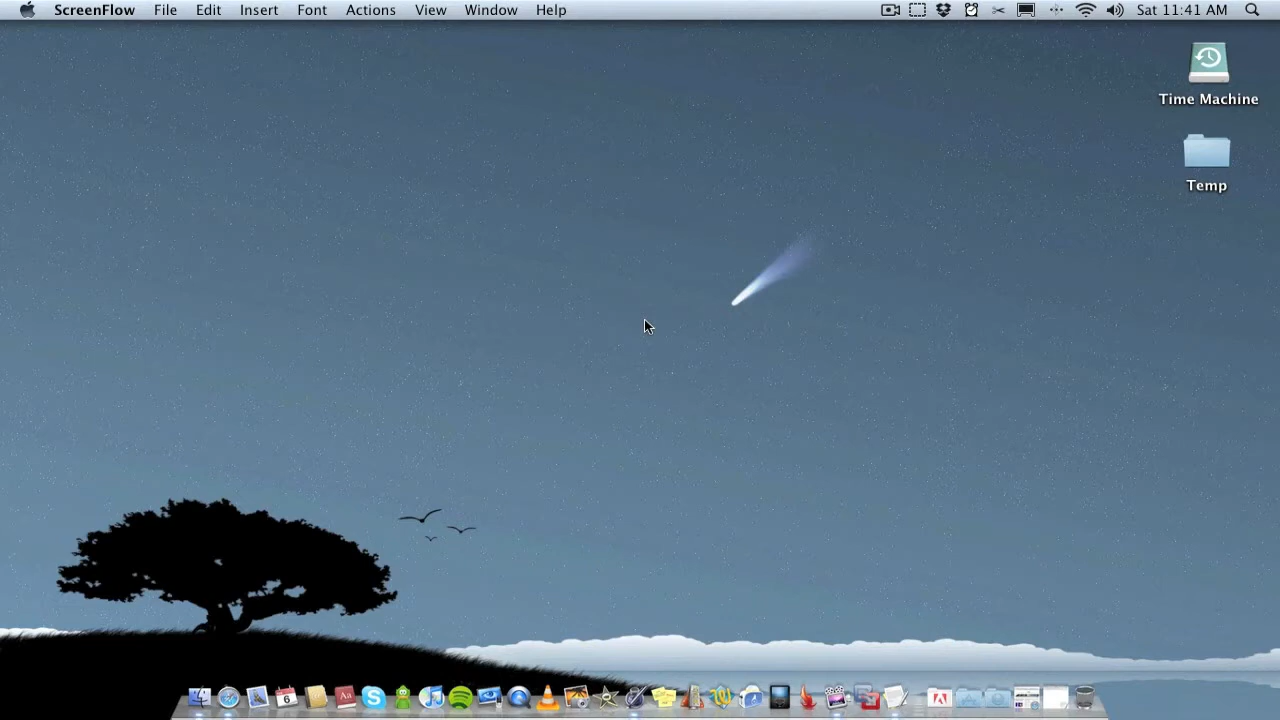 ScreenFlow File Edit Insert Font Actions View Window Help Sat 11:41 AM
Time Machine
Temp